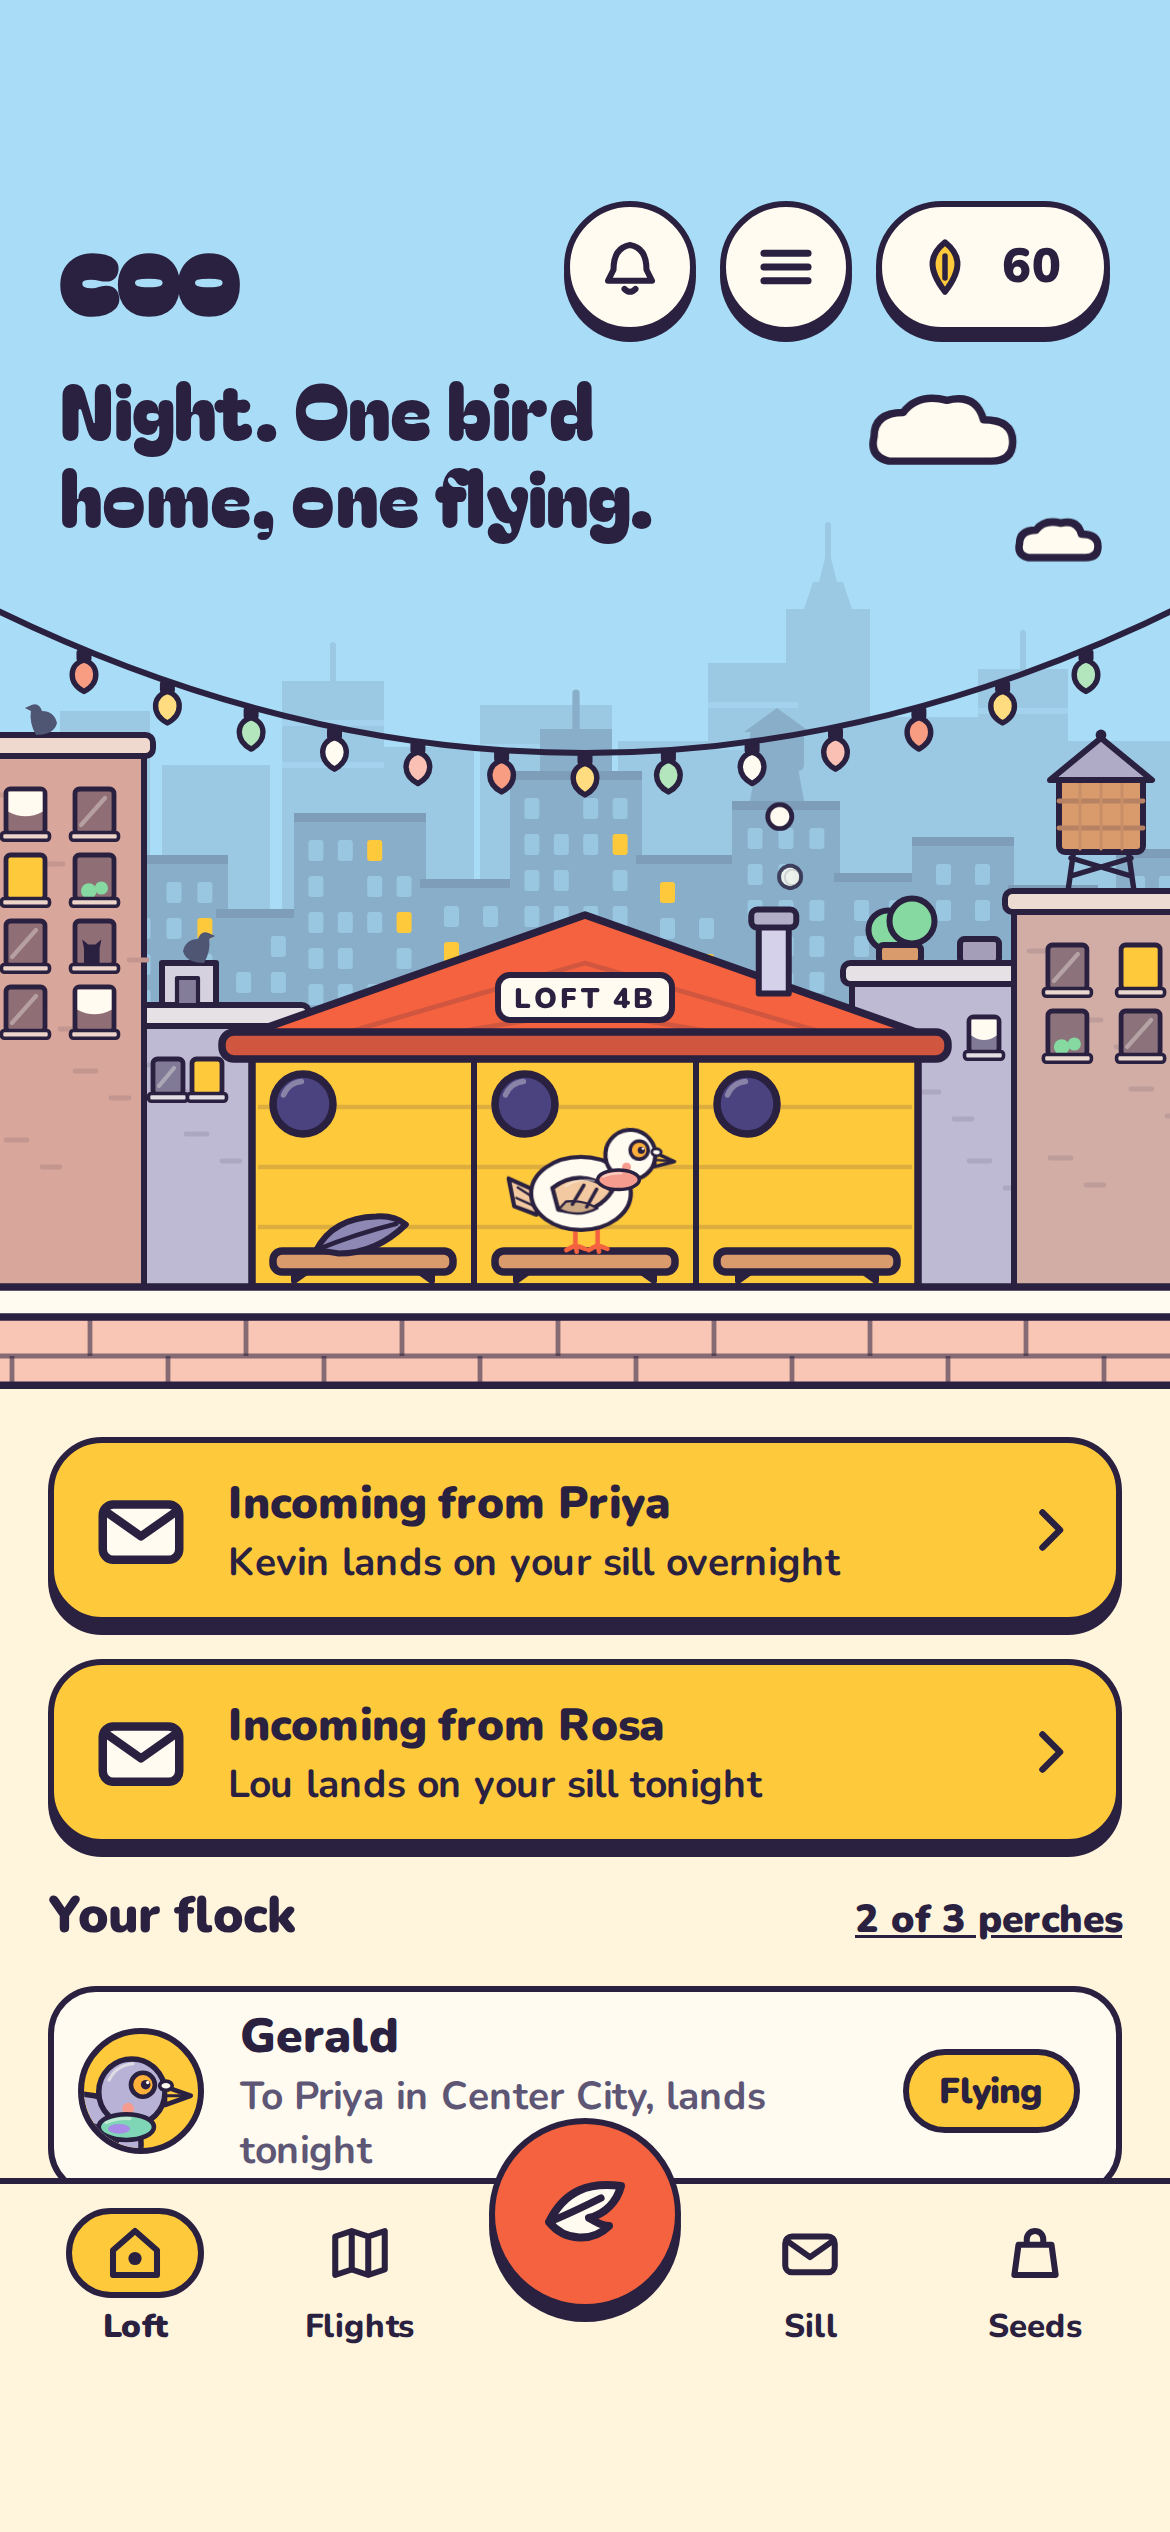 COO
60
Night. One bird
home, one flying.
LOFT 4B
Incoming from Priya
Kevin lands on your sill overnight
Incoming from Rosa
Lou lands on your sill tonight
Your flock
2 of 3 perches
Gerald
To Priya in Center City, lands
tonight
Flying
Loft
Flights
Sill
Seeds